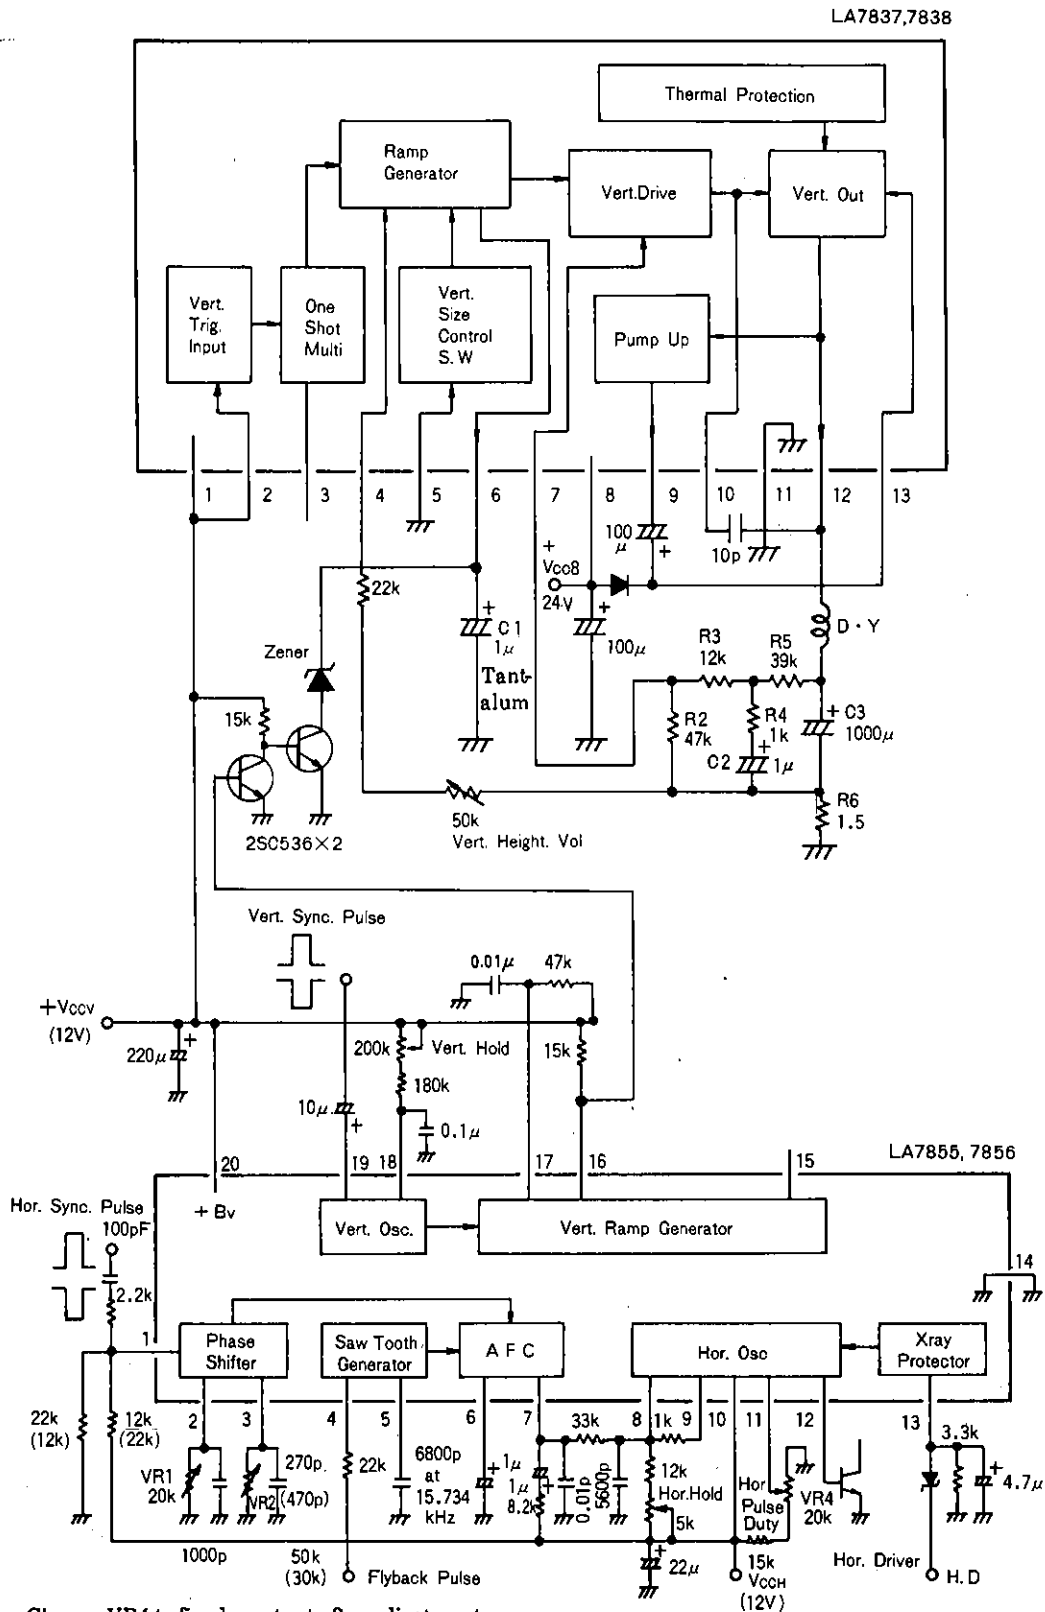 LA7837,7838
Thermal Protection
Ramp
Generator
Vert.Drive
Vert. Out
Vert.
Trig.
Input
One
Shot
Multi
Vert.
Size
Control
S.W
Pump Up
1
2
3
4
5
6
7
8
9
10
11
12
13
100
μ
+
10p
+
Vcc8
24V
22k
+
C1
1μ
Tant-
alum
+
100μ
D·Y
Zener
15k
R3
12k
R5
39k
R2
47k
R4
1k
+ C3
1000μ
C2
+
1μ
R6
1.5
50k
Vert. Height. Vol
2SC536×2
Vert. Sync. Pulse
0.01μ
47k
+Vccv
(12V)
220μ
+
200k
Vert. Hold
15k
180k
10μ
+
0.1μ
LA7855, 7856
20
19
18
17
16
15
+Bv
Vert. Osc.
Vert. Ramp Generator
Hor. Sync. Pulse
100pF
2.2k
14
1
Phase
Shifter
Saw Tooth
Generator
A F C
Hor. Osc
Xray
Protector
2
3
4
5
6
7
8
9
10
11
12
13
22k
(12k)
12k
(22k)
33k
1k
3.3k
VR1
20k
VR2
270p
(470p)
22k
6800p
at
15.734
kHz
+
1μ
1μ
+
8.2k
0.01μ
5600p
12k
Hor.Hold
5k
Hor
Pulse
Duty
VR4
20k
+
4.7μ
1000p
50k
(30k)
Flyback Pulse
+
22μ
15k
VccH
(12V)
Hor. Driver
H.D